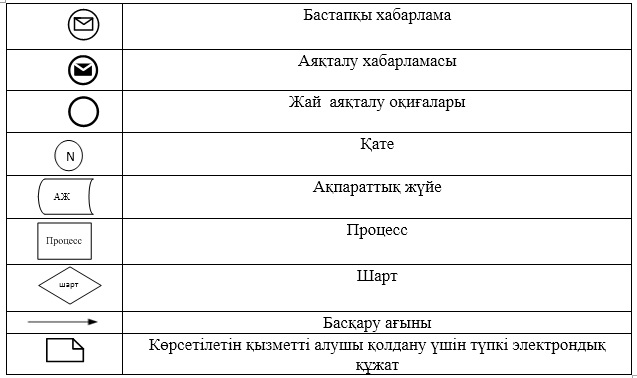 Бастапқы хабарлама
Аяқталу хабарламасы
Жай аяқталу оқиғалары
N
Қате
АЖ
Ақпараттық жүйе
Процесс
Процесс
шарт
Шарт
Басқару ағыны
Көрсетілетін қызметті алушы қолдану үшін түпкі электрондық
құжат